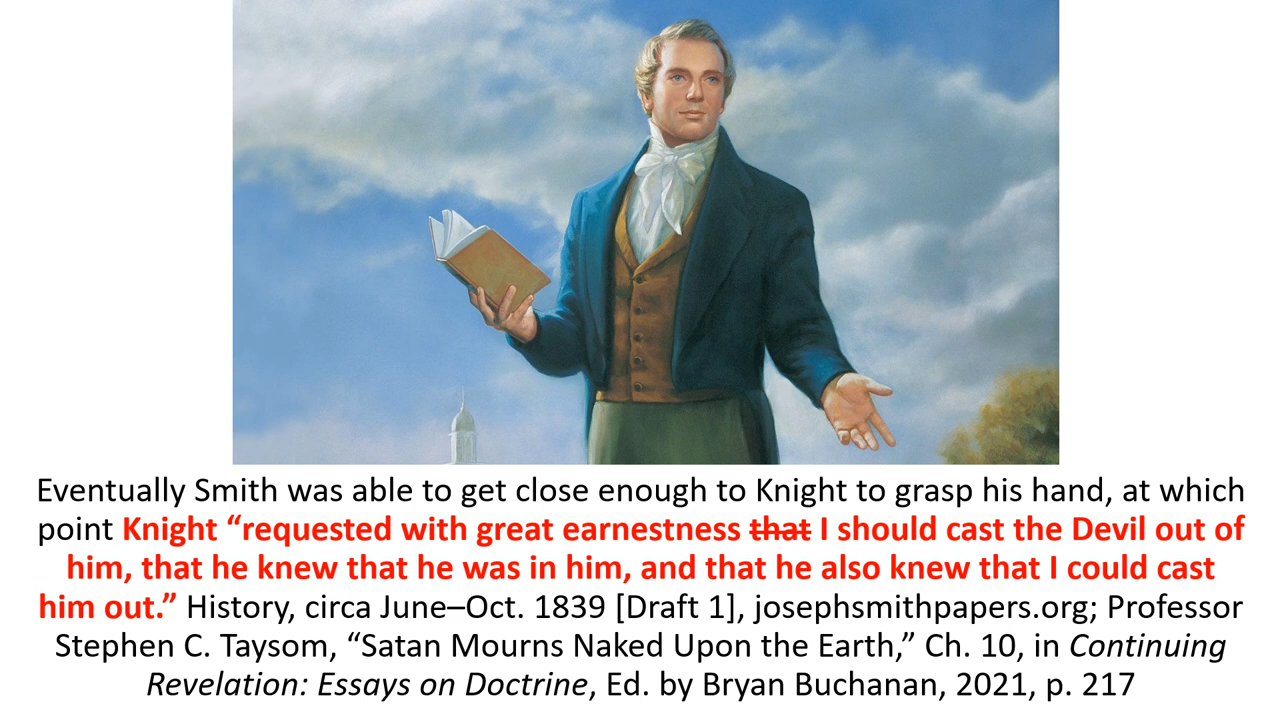 Eventually Smith was able to get close enough to Knight to grasp his hand, at which
point Knight “requested with great earnestness that I should cast the Devil out of
him, that he knew that he was in him, and that he also knew that I could cast
him out.” History, circa June–Oct. 1839 [Draft 1], josephsmithpapers.org; Professor
Stephen C. Taysom, “Satan Mourns Naked Upon the Earth,” Ch. 10, in Continuing
Revelation: Essays on Doctrine, Ed. by Bryan Buchanan, 2021, p. 217